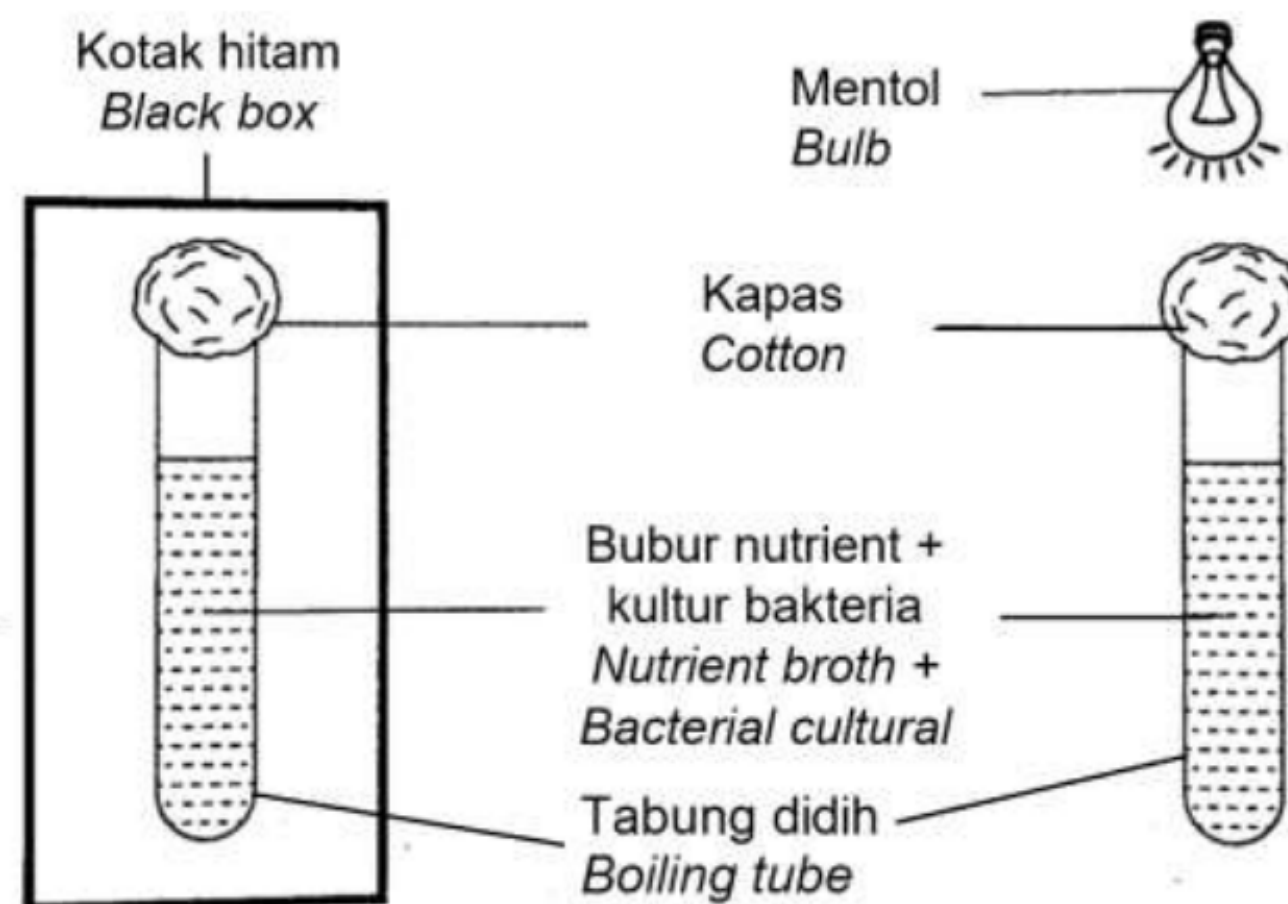 Kotak hitam
Black box
Mentol
Bulb
Kapas
Cotton
Bubur nutrient +
kultur bakteria
Nutrient broth +
Bacterial cultural
Tabung didih
Boiling tube